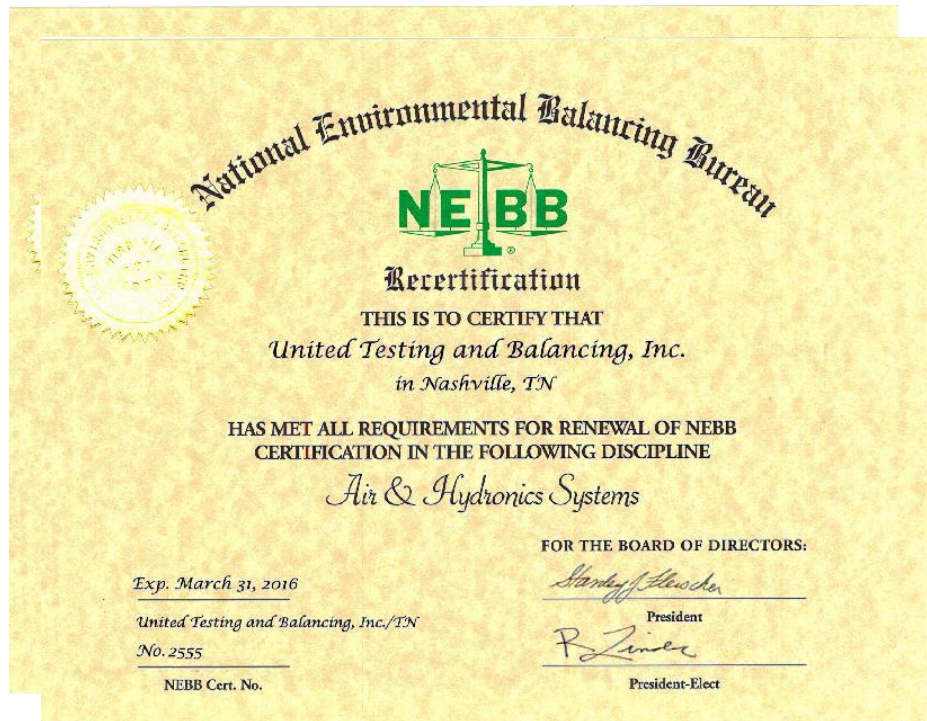 National Environmental Balancing Bureau
NEBB
®
Recertification
THIS IS TO CERTIFY THAT
United Testing and Balancing, Inc.
in Nashville, TN
HAS MET ALL REQUIREMENTS FOR RENEWAL OF NEBB
CERTIFICATION IN THE FOLLOWING DISCIPLINE
Air & Hydronics Systems
FOR THE BOARD OF DIRECTORS:
Exp. March 31, 2016
Stanley J Fleischer
President
United Testing and Balancing, Inc./TN
No. 2555
NEBB Cert. No.
President-Elect